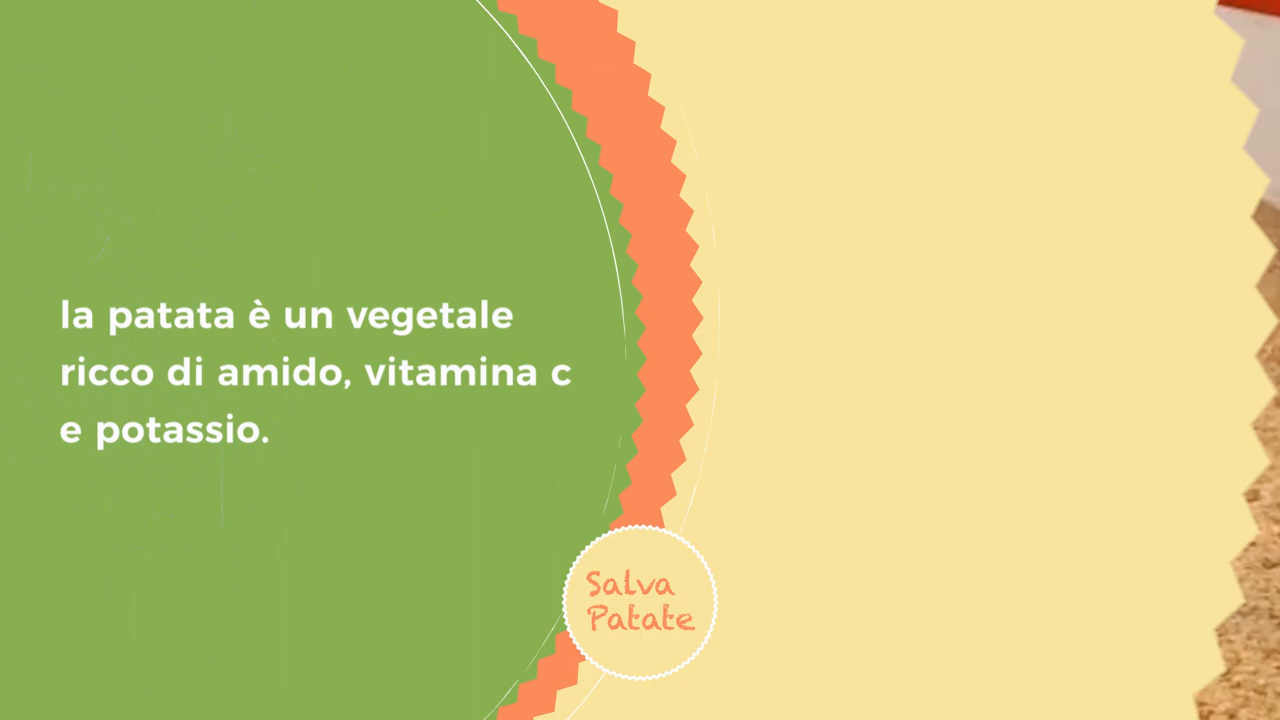 la patata è un vegetale
ricco di amido, vitamina c
e potassio.
Salva
Patate